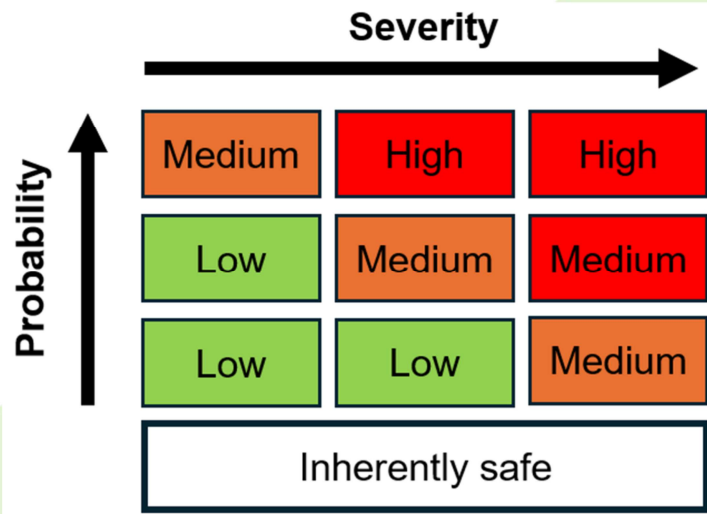 Severity
Probability
Medium High High
Low Medium Medium
Low Low Medium
Inherently safe